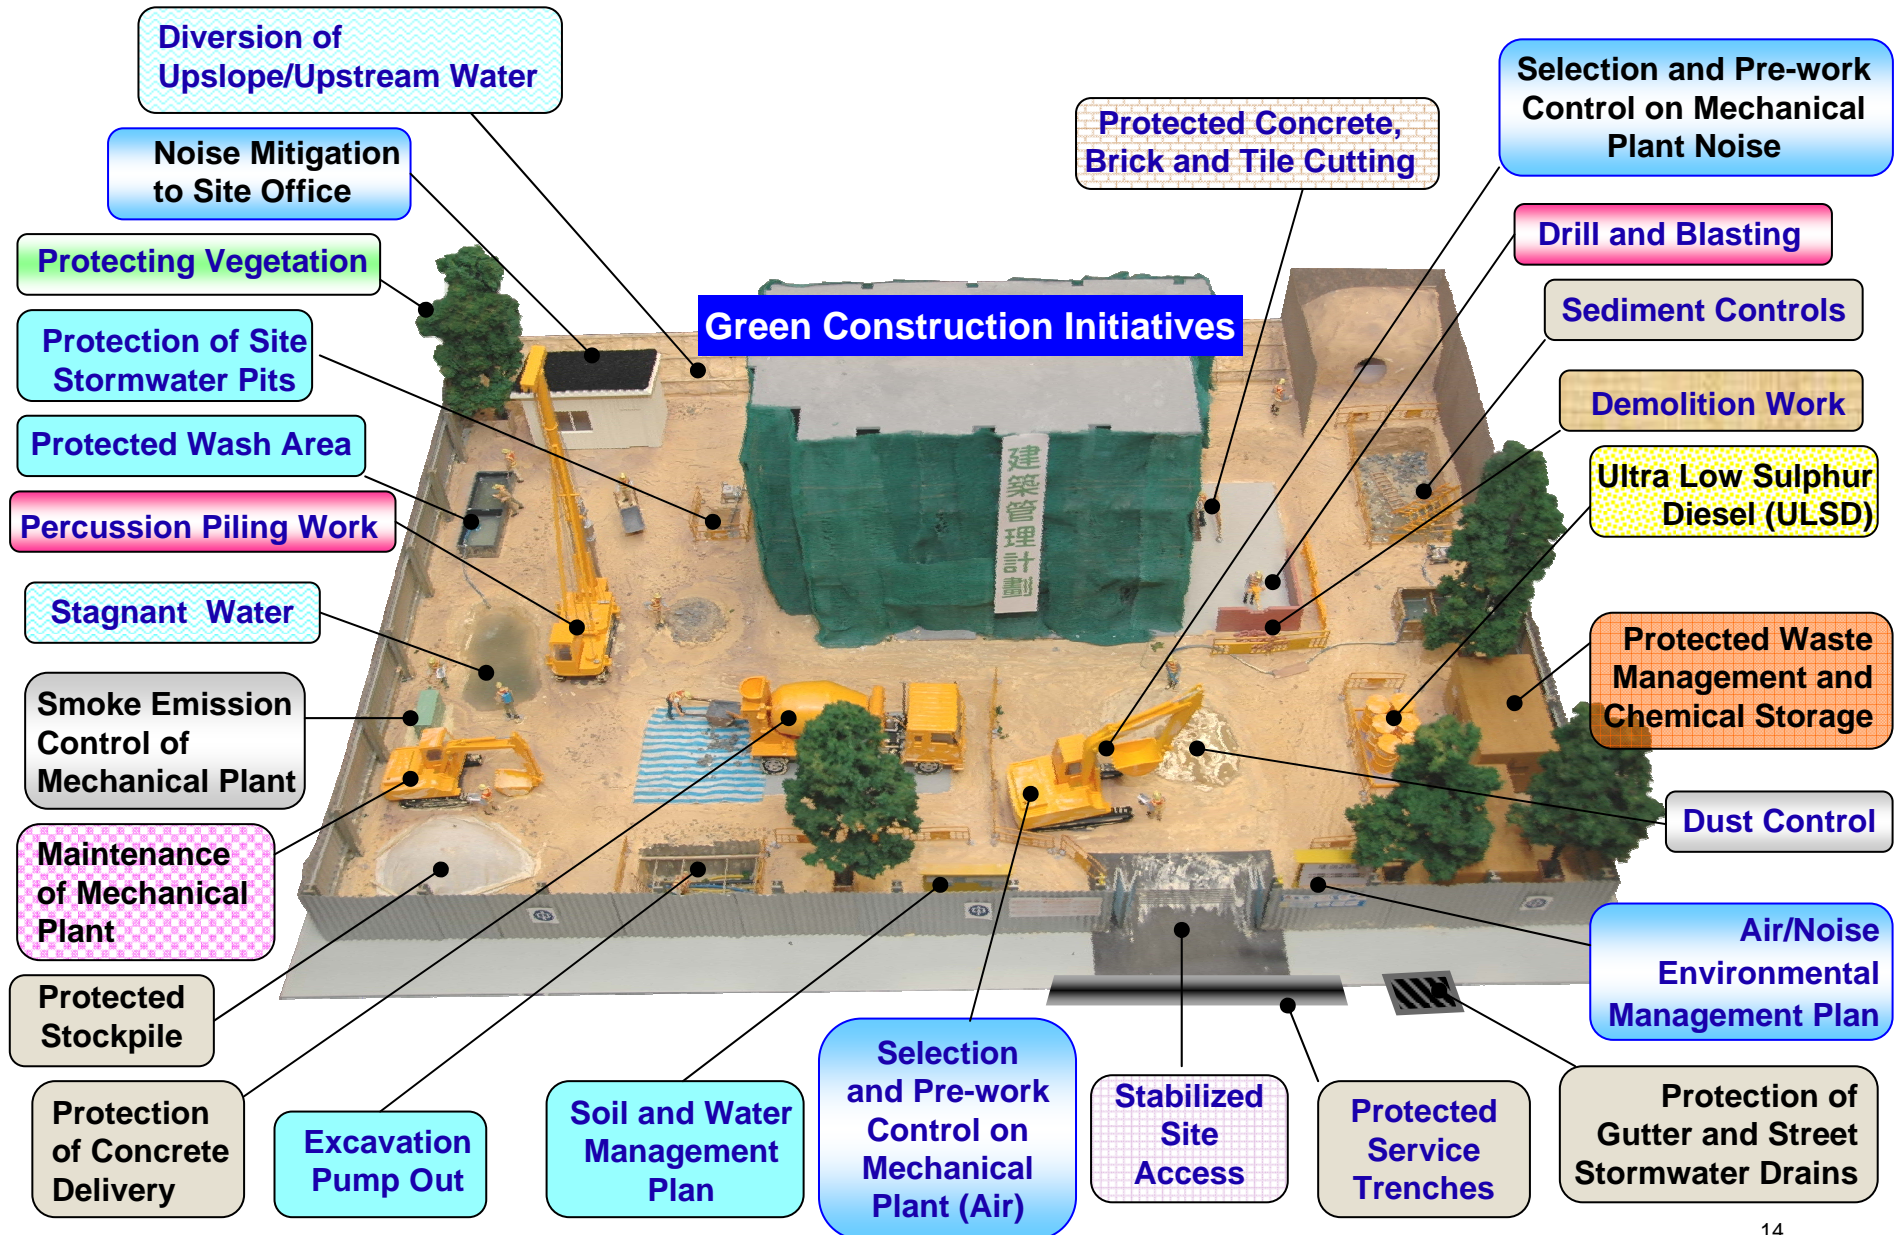 Diversion of
Upslope/Upstream Water
Noise Mitigation
to Site Office
Protecting Vegetation
Protection of Site
Stormwater Pits
Protected Wash Area
Percussion Piling Work
Stagnant Water
Smoke Emission
Control of
Mechanical Plant
Maintenance
of Mechanical
Plant
Protected
Stockpile
Protection
of Concrete
Delivery
Excavation
Pump Out
Soil and Water
Management
Plan
Selection
and Pre-work
Control on
Mechanical
Plant (Air)
Stabilized
Site
Access
Protected
Service
Trenches
Protection of
Gutter and Street
Stormwater Drains
Air/Noise
Environmental
Management Plan
Dust Control
Protected Waste
Management and
Chemical Storage
Ultra Low Sulphur
Diesel (ULSD)
Demolition Work
Sediment Controls
Drill and Blasting
Selection and Pre-work
Control on Mechanical
Plant Noise
Protected Concrete,
Brick and Tile Cutting
Green Construction Initiatives
建築管理計劃
14